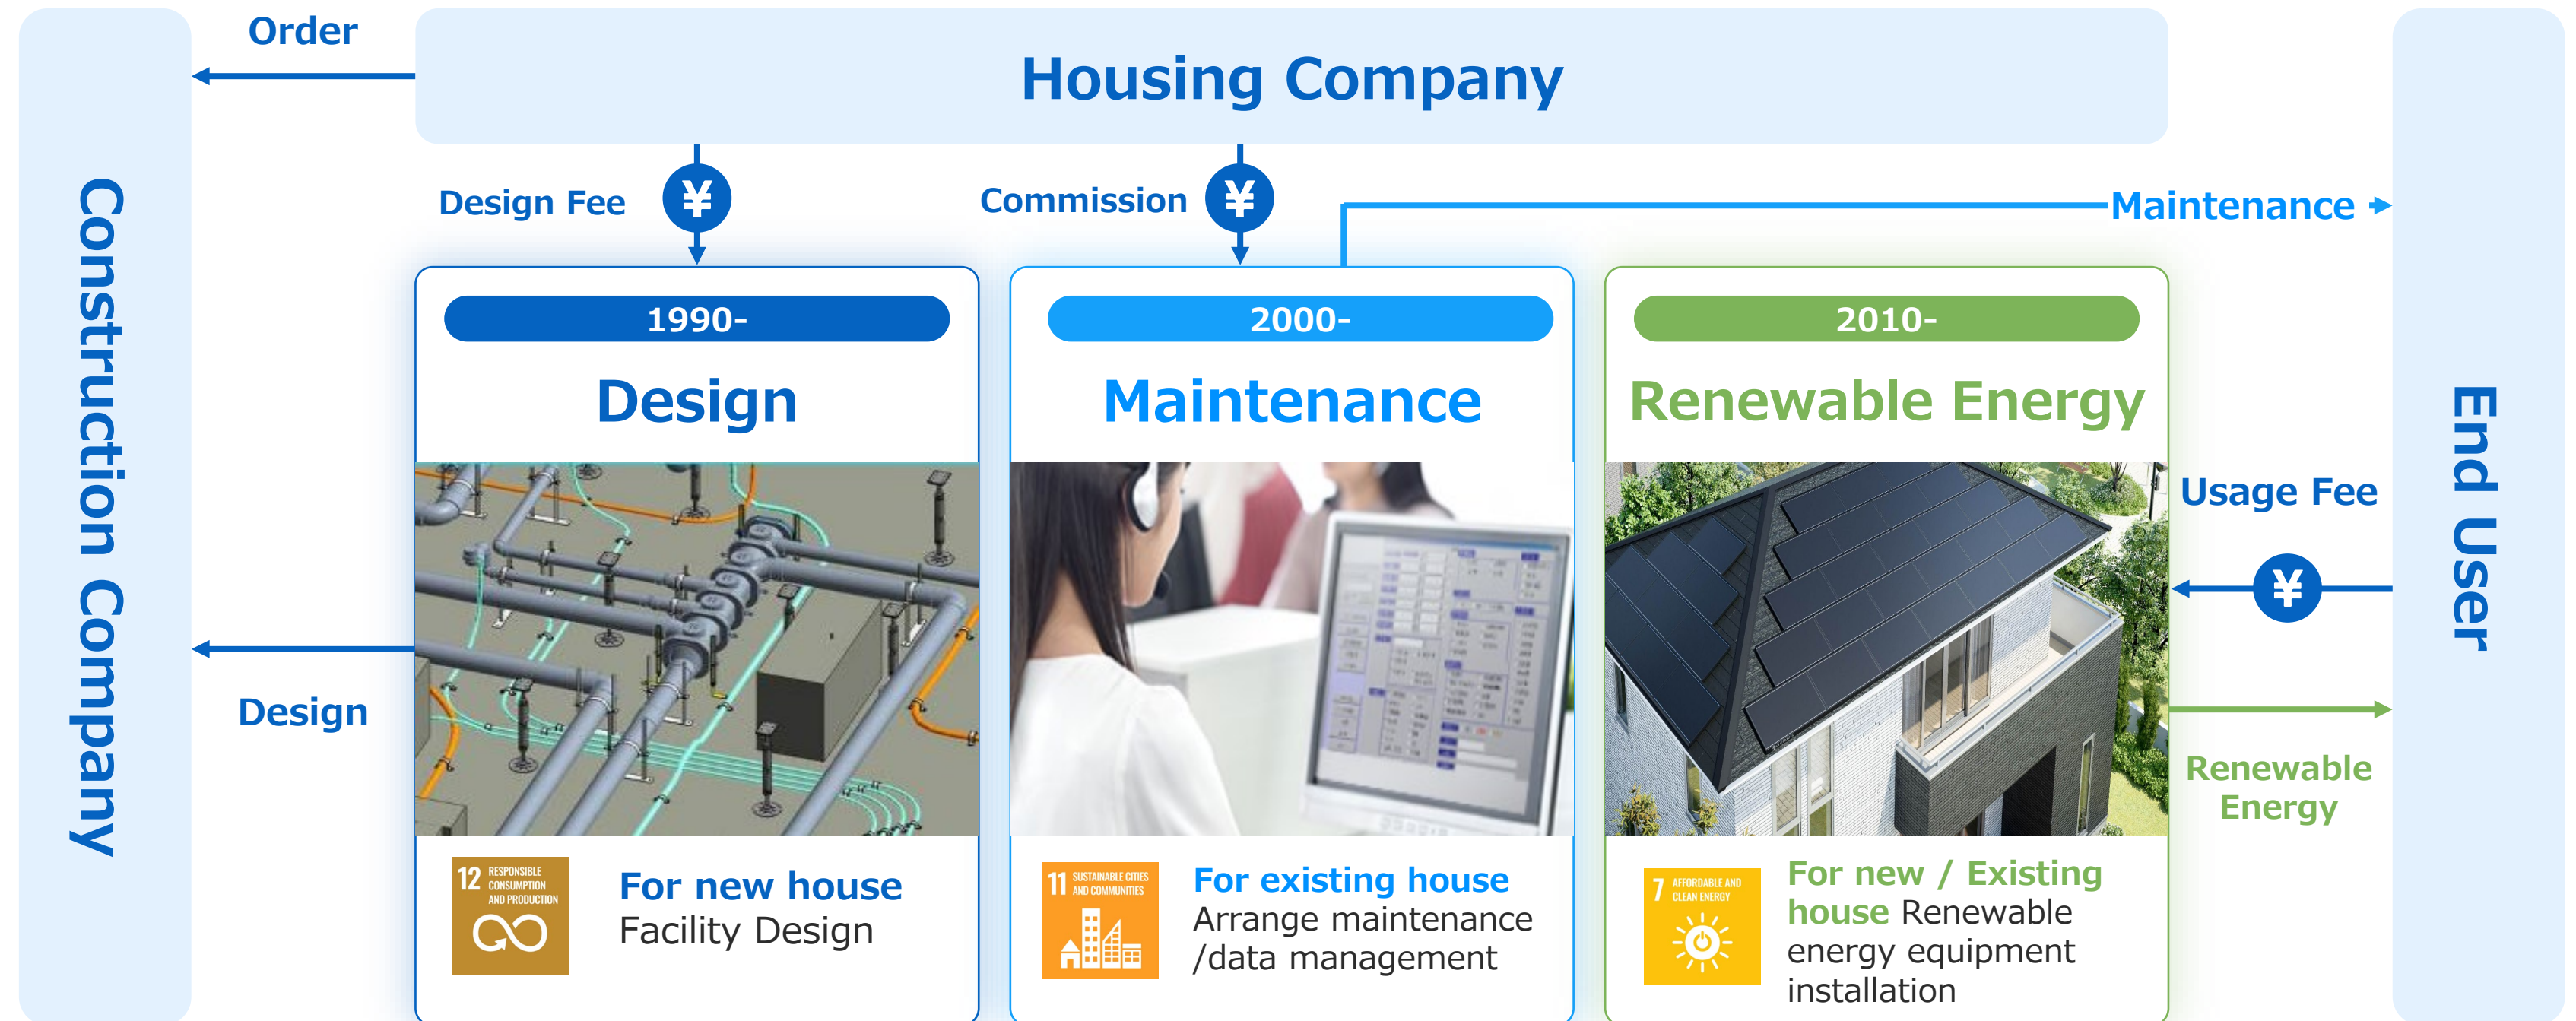 Order
Housing Company
Construction Company
End User
Design Fee
¥
Commission
¥
Maintenance
1990-
Design
2000-
Maintenance
2010-
Renewable Energy
Usage Fee
¥
Design
Renewable
Energy
12 RESPONSIBLE
CONSUMPTION
AND PRODUCTION
For new house
Facility Design
11 SUSTAINABLE CITIES
AND COMMUNITIES
For existing house
Arrange maintenance
/data management
7 AFFORDABLE AND
CLEAN ENERGY
For new / Existing
house Renewable
energy equipment
installation